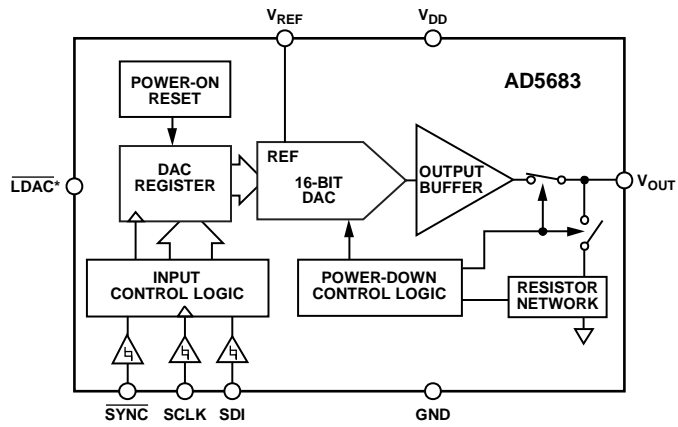 VREF
VDD
POWER-ON
RESET
AD5683
REF
LDAC*
DAC
REGISTER
16-BIT
DAC
OUTPUT
BUFFER
VOUT
INPUT
CONTROL LOGIC
POWER-DOWN
CONTROL LOGIC
RESISTOR
NETWORK
SYNC
SCLK
SDI
GND